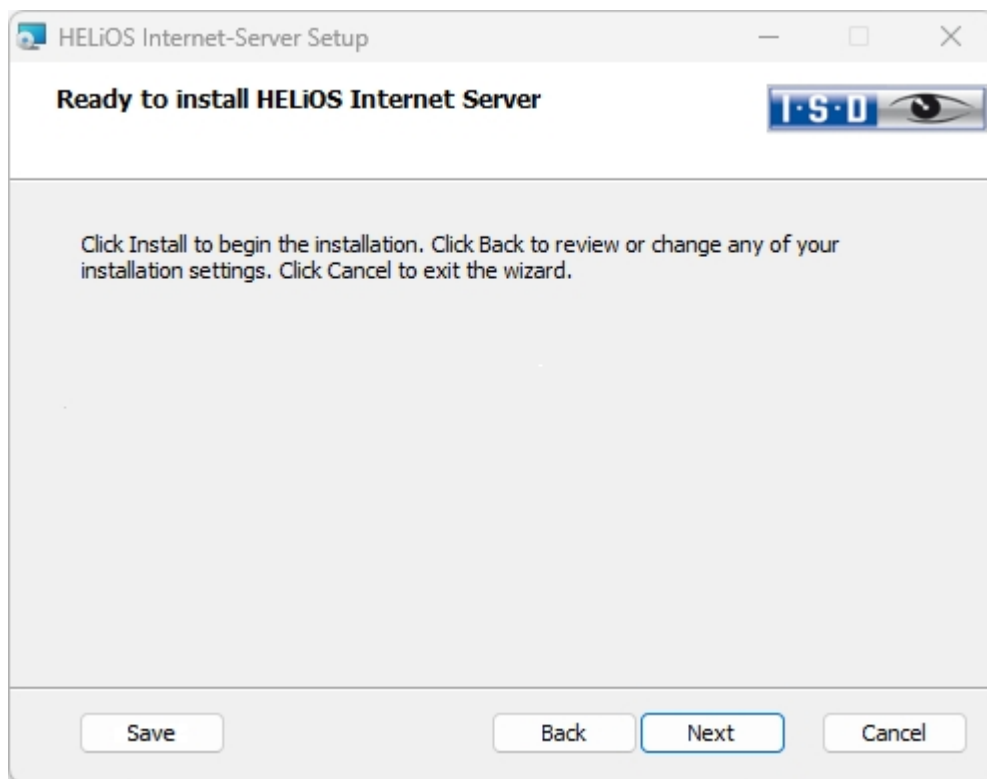 HELiOS Internet-Server Setup
Ready to install HELiOS Internet Server
I·S·D
Click Install to begin the installation. Click Back to review or change any of your
installation settings. Click Cancel to exit the wizard.
Save
Back
Next
Cancel